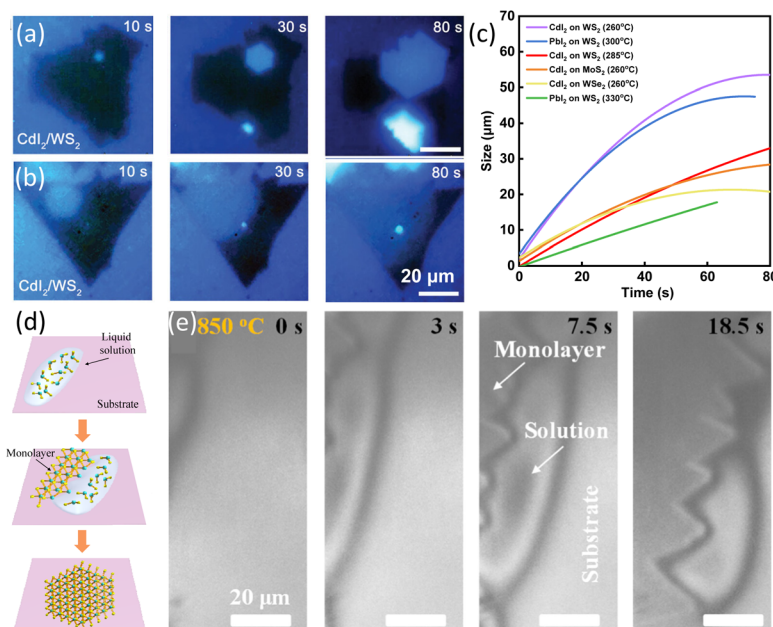 (a)
10 s
30 s
80 s
CdI₂/WS₂
(b)
10 s
30 s
80 s
CdI₂/WS₂
20 μm
(c)
Size (μm)
70
60
50
40
30
20
10
0
CdI₂ on WS₂ (260°C)
PbI₂ on WS₂ (300°C)
CdI₂ on WS₂ (285°C)
CdI₂ on MoS₂ (260°C)
CdI₂ on WSe₂ (260°C)
PbI₂ on WS₂ (330°C)
0
20
40
60
80
Time (s)
(d)
Liquid
solution
Substrate
Monolayer
(e)
850 °C
0 s
20 μm
3 s
7.5 s
Monolayer
Solution
Substrate
18.5 s